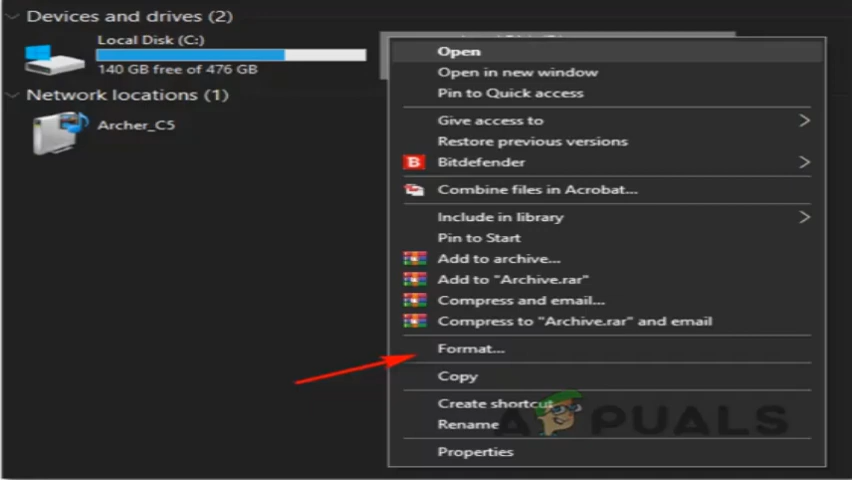 Devices and drives (2)
Local Disk (C:)
140 GB free of 476 GB
Network locations (1)
Archer_C5
Open
Open in new window
Pin to Quick access
Give access to
Restore previous versions
B Bitdefender
Combine files in Acrobat...
Include in library
Pin to Start
Add to archive...
Add to "Archive.rar"
Compress and email...
Compress to "Archive.rar" and email
Format...
Copy
Create shortcut
Rename
Properties
A PUALS